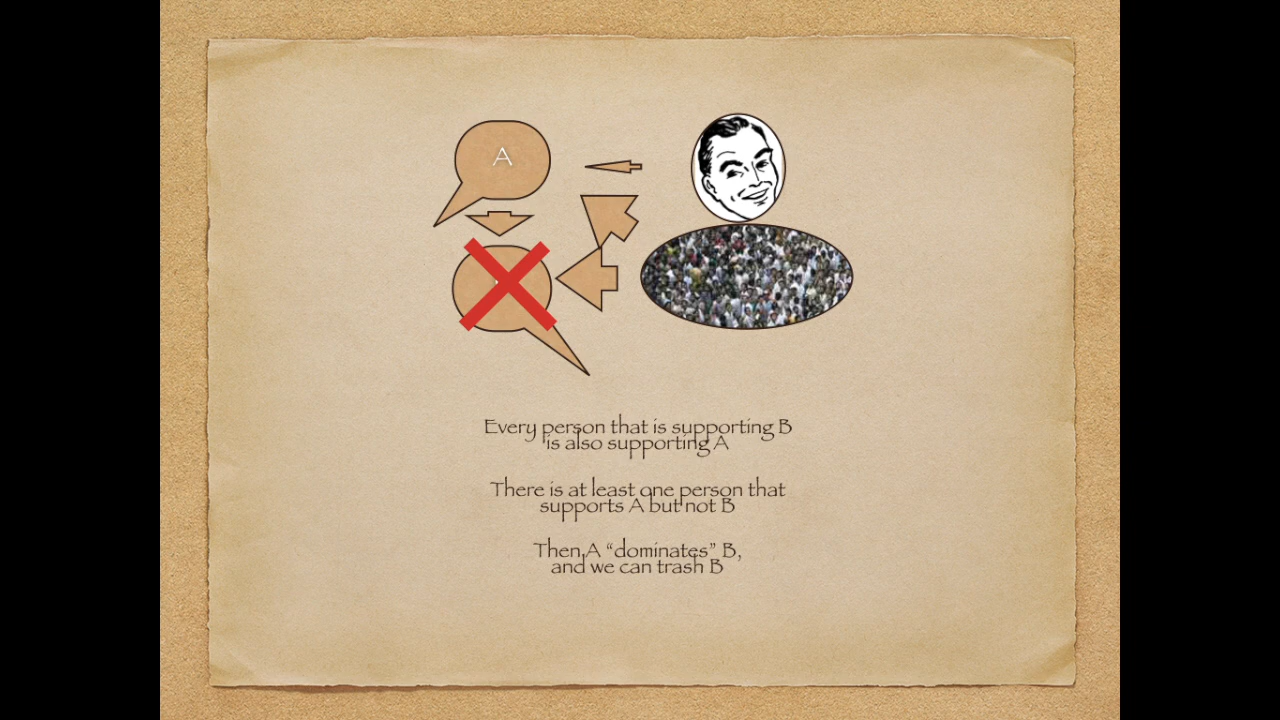 A
Every person that is supporting B
is also supporting A
There is at least one person that
supports A but not B
Then A “dominates” B,
and we can trash B